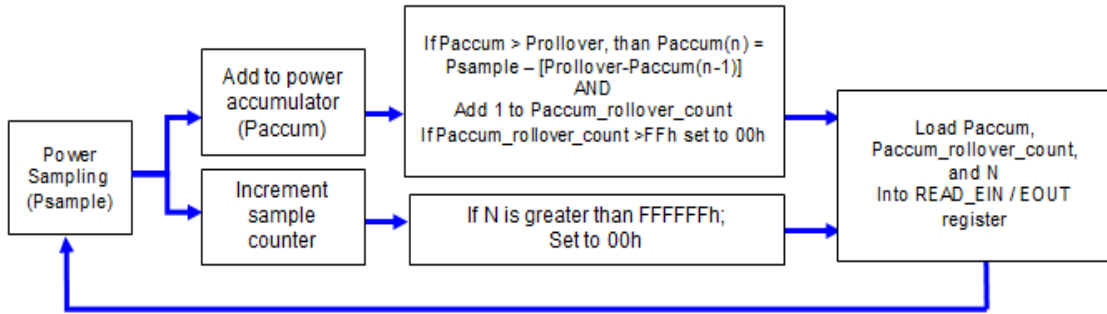 Power
Sampling
(Psample)
Add to power
accumulator
(Paccum)
If Paccum > Prollover, than Paccum(n) =
Psample – [Prollover-Paccum(n-1)]
AND
Add 1 to Paccum_rollover_count
If Paccum_rollover_count >FFh set to 00h
Increment
sample
counter
If N is greater than FFFFFFh;
Set to 00h
Load Paccum,
Paccum_rollover_count,
and N
Into READ_EIN / EOUT
register